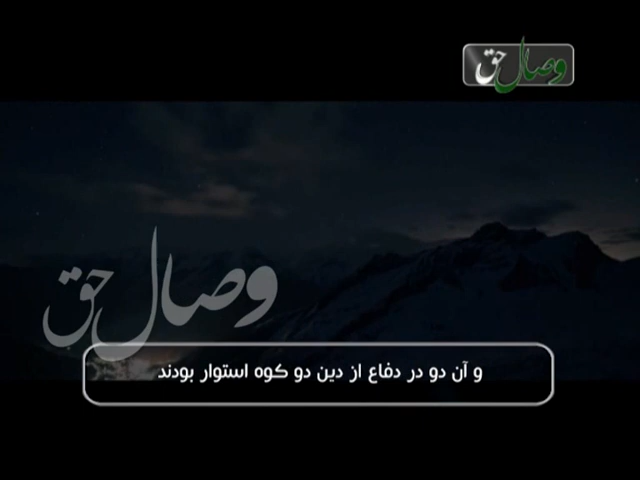 وصال حق
وصال حق
و آن دو در دفاع از دین دو کوه استوار بودند